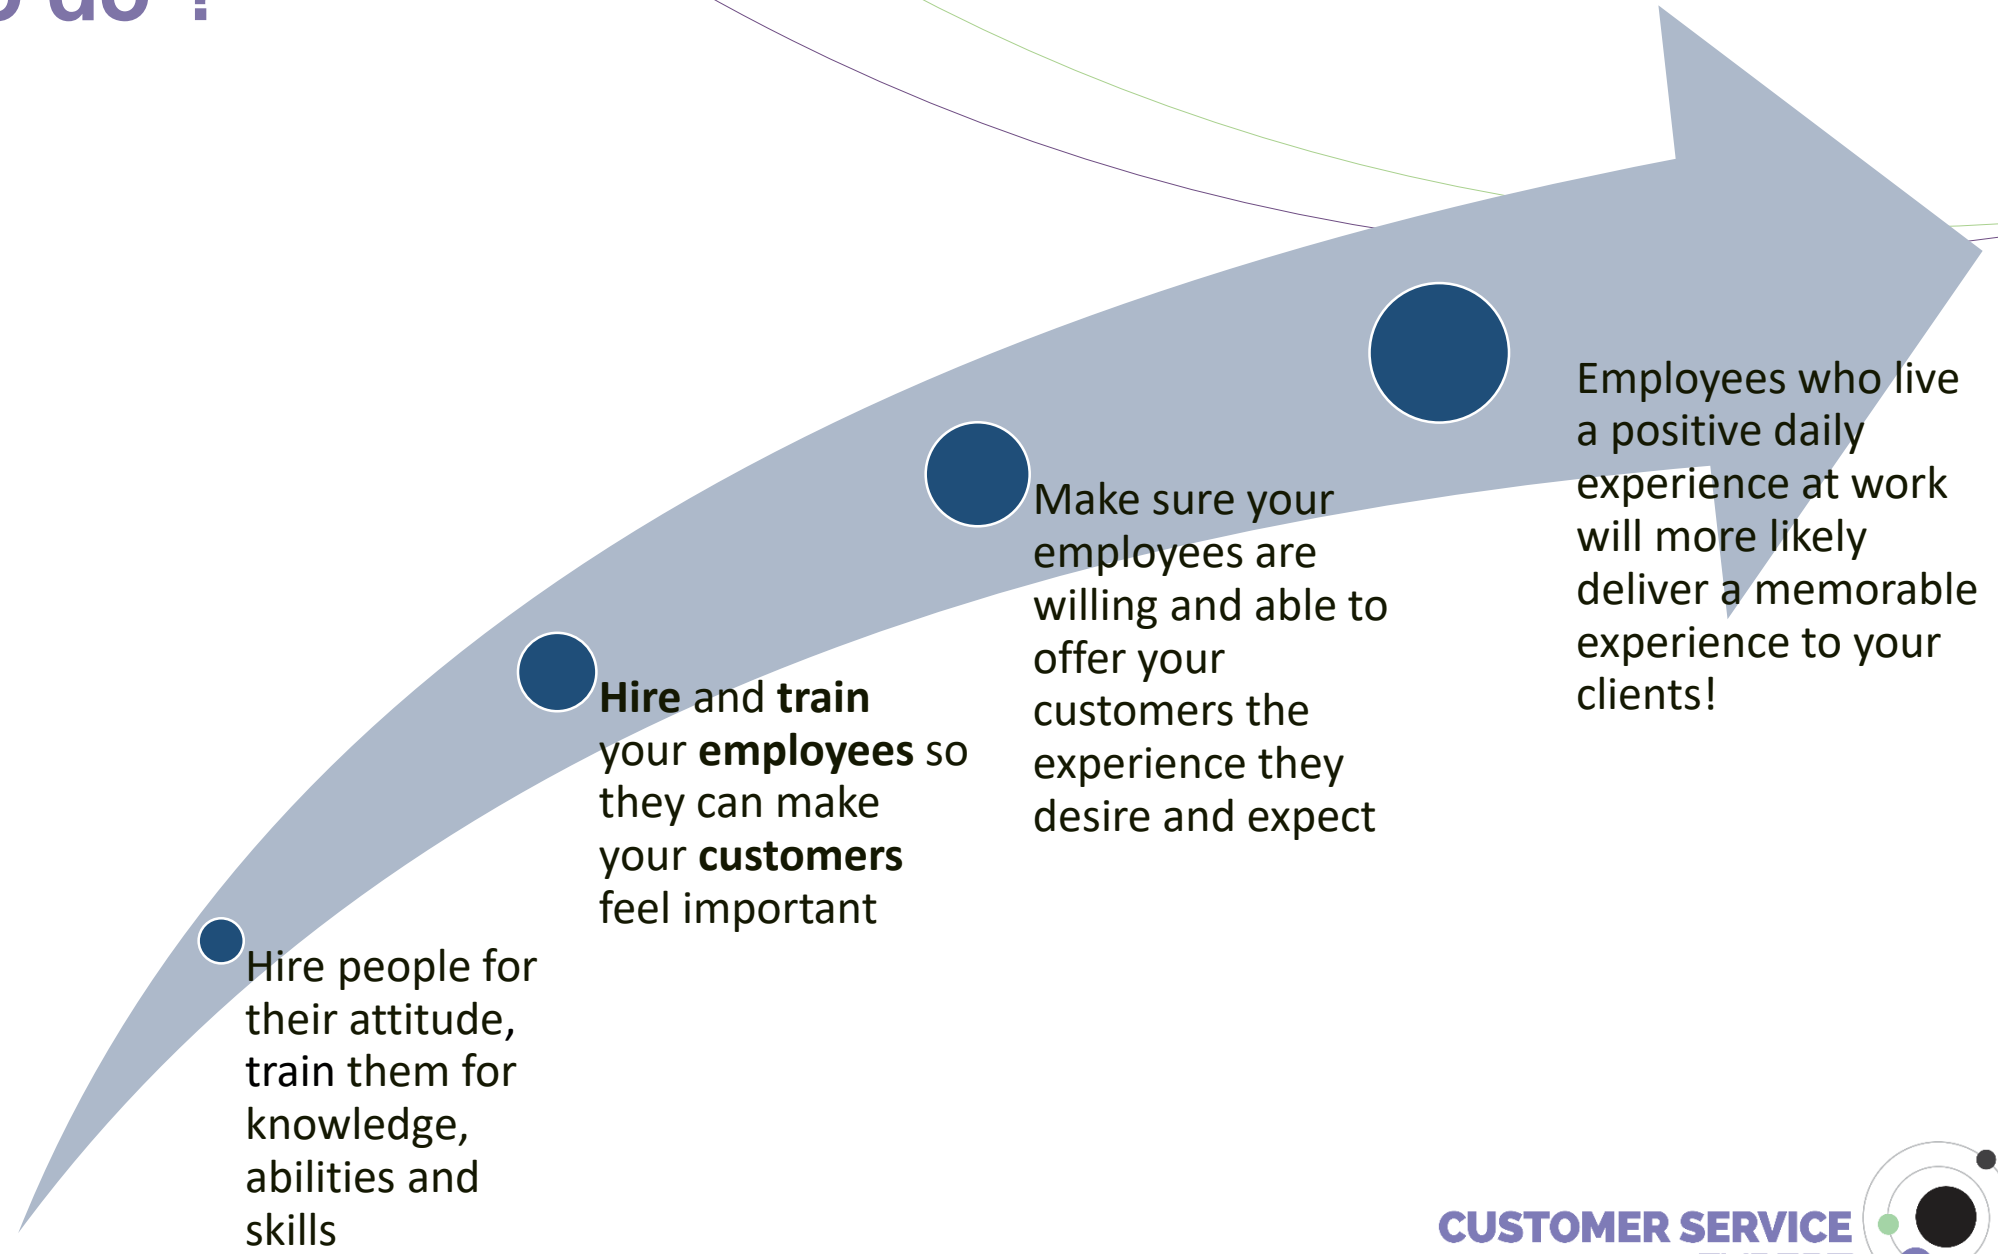 do ?
Hire people for
their attitude,
train them for
knowledge,
abilities and
skills
Hire and train
your employees so
they can make
your customers
feel important
Make sure your
employees are
willing and able to
offer your
customers the
experience they
desire and expect
Employees who live
a positive daily
experience at work
will more likely
deliver a memorable
experience to your
clients!
CUSTOMER SERVICE